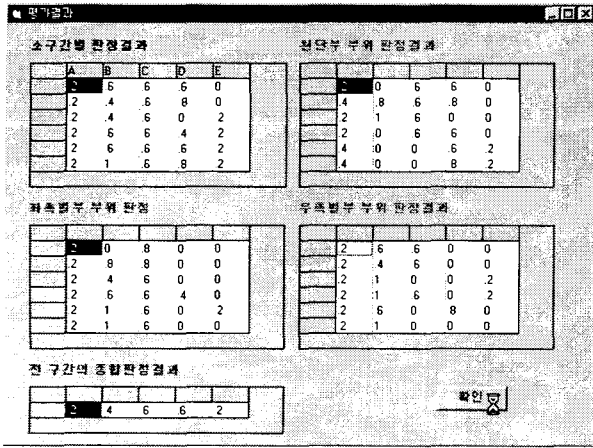 평가결과
소구간별 판정결과
A B C D E
.2 .6 .6 .6 0
.2 .4 .6 .8 0
.2 .4 .6 0 .2
.2 .6 .6 .4 .2
.2 .6 .6 .6 .2
.2 1 .6 .8 .2
원단부 부위 판정결과
.2 0 .6 .6 0
.4 .8 .6 .8 0
.2 1 .6 0 0
.2 0 .6 .6 0
.4 0 0 .6 .2
.4 0 0 .8 .2
좌측벽부 부위 판정
.2 0 .8 0 0
.2 .8 .8 0 0
.2 .4 .6 0 0
.2 .6 .6 .4 0
.2 1 .6 0 .2
.2 1 .6 0 0
우측벽부 부위 판정결과
.2 .6 .6 0 0
.2 .4 .6 0 0
.2 1 0 0 .2
.2 1 .6 0 .2
.2 .6 0 .8 0
.2 1 0 0 0
전 구간의 종합판정결과
.2 .4 .6 .6 .2
확인